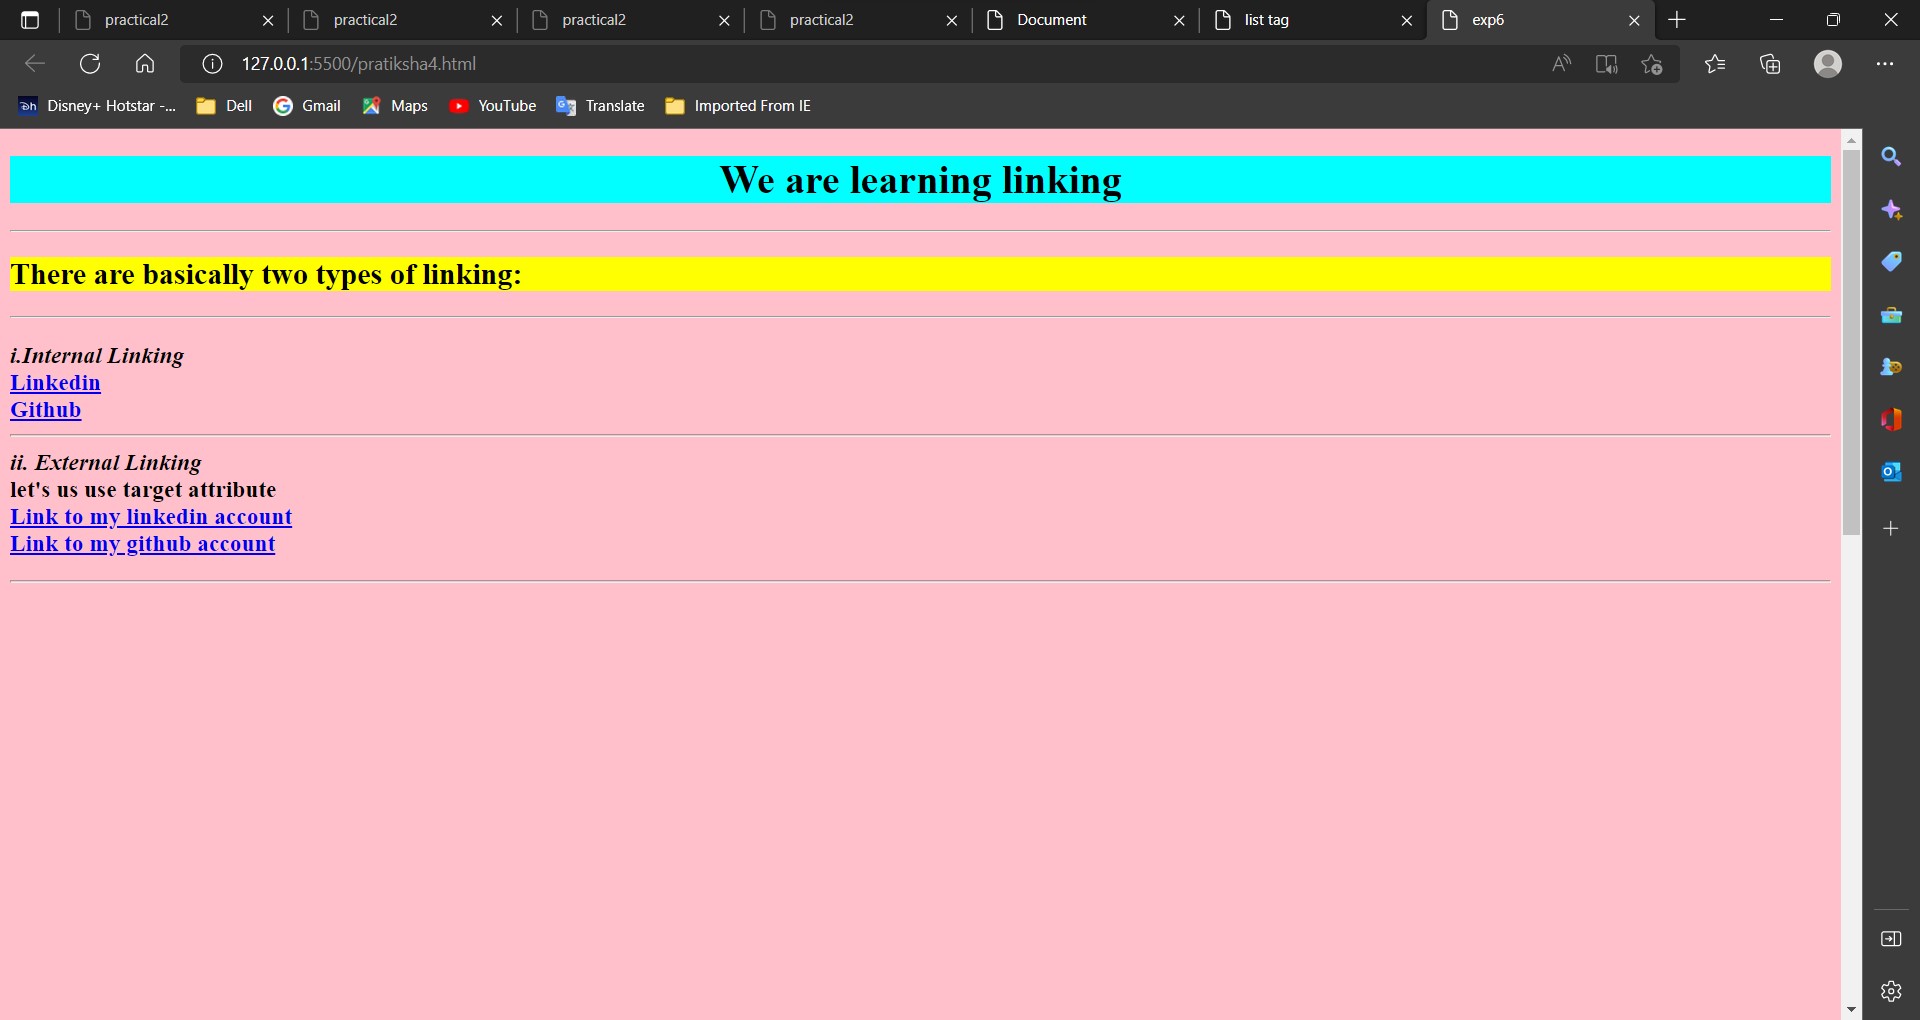 practical2
practical2
practical2
practical2
Document
list tag
exp6
127.0.0.1:5500/pratiksha4.html
Disney+ Hotstar -...
Dell
Gmail
Maps
YouTube
Translate
Imported From IE
We are learning linking
There are basically two types of linking:
i.Internal Linking
Linkedin
Github
ii. External Linking
let's us use target attribute
Link to my linkedin account
Link to my github account